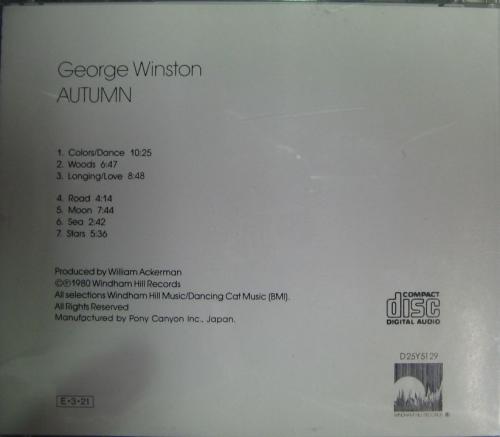 George Winston
AUTUMN
1. Colors/Dance 10:25
2. Woods 6:47
3. Longing/Love 8:48
4. Road 4:14
5. Moon 7:44
6. Sea 2:42
7. Stars 5:36
Produced by William Ackerman
©℗1980 Windham Hill Records
All selections Windham Hill Music/Dancing Cat Music (BMI).
All Rights Reserved
Manufactured by Pony Canyon Inc., Japan.
COMPACT
disc
DIGITAL AUDIO
D25Y5129
WINDHAM HILL RECORDS ®
E•3•21